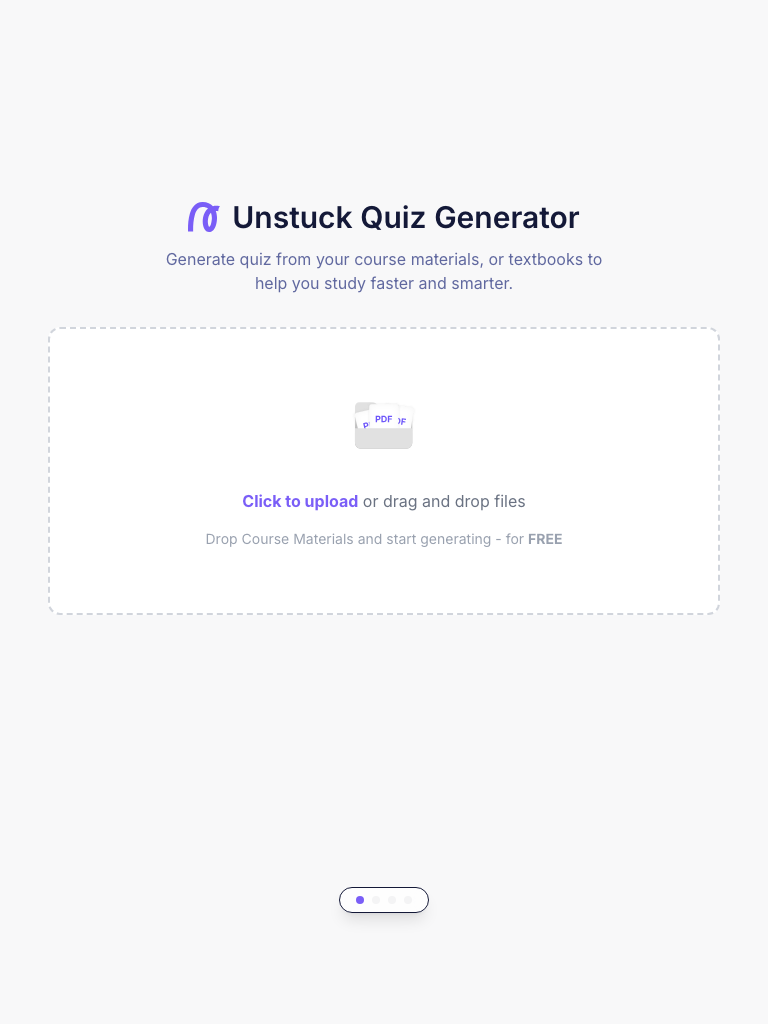 Unstuck Quiz Generator
Generate quiz from your course materials, or textbooks to
help you study faster and smarter.
PDF
Click to upload or drag and drop files
Drop Course Materials and start generating - for FREE